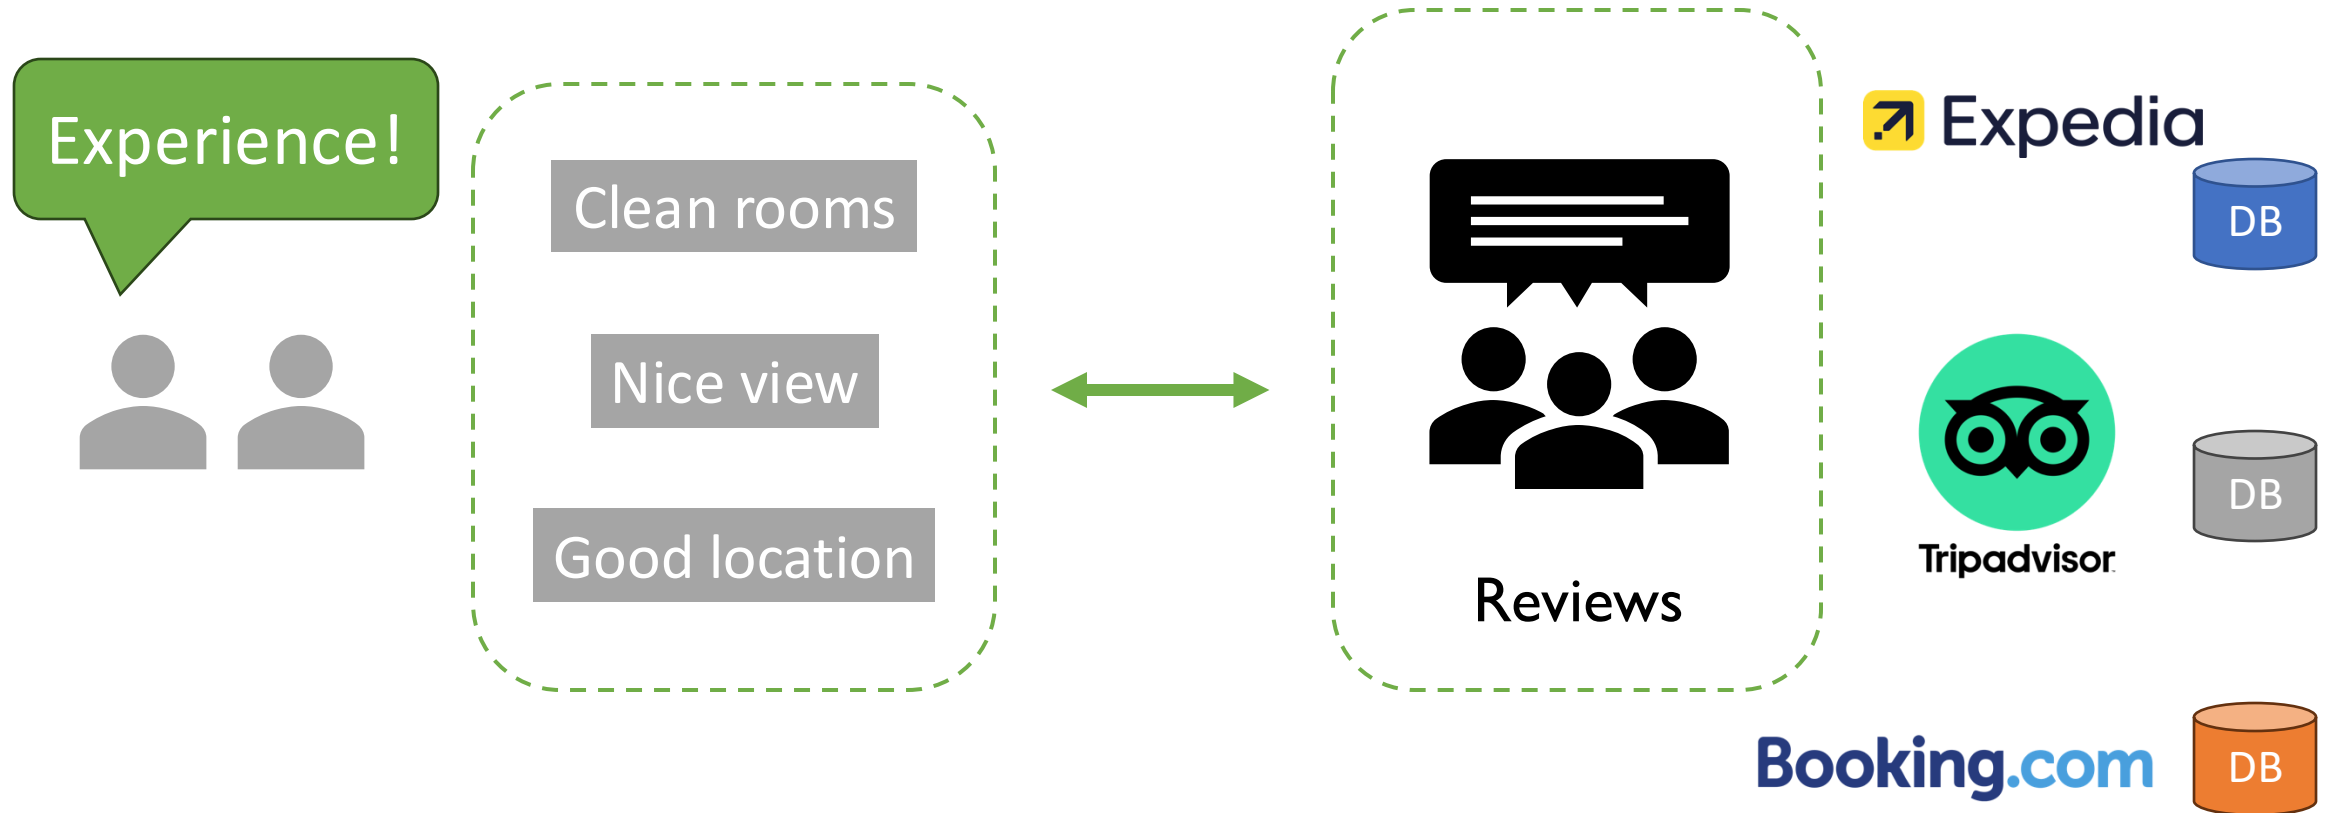 Experience!
Clean rooms
Nice view
Good location
Reviews
Expedia
DB
Tripadvisor
DB
Booking.com
DB